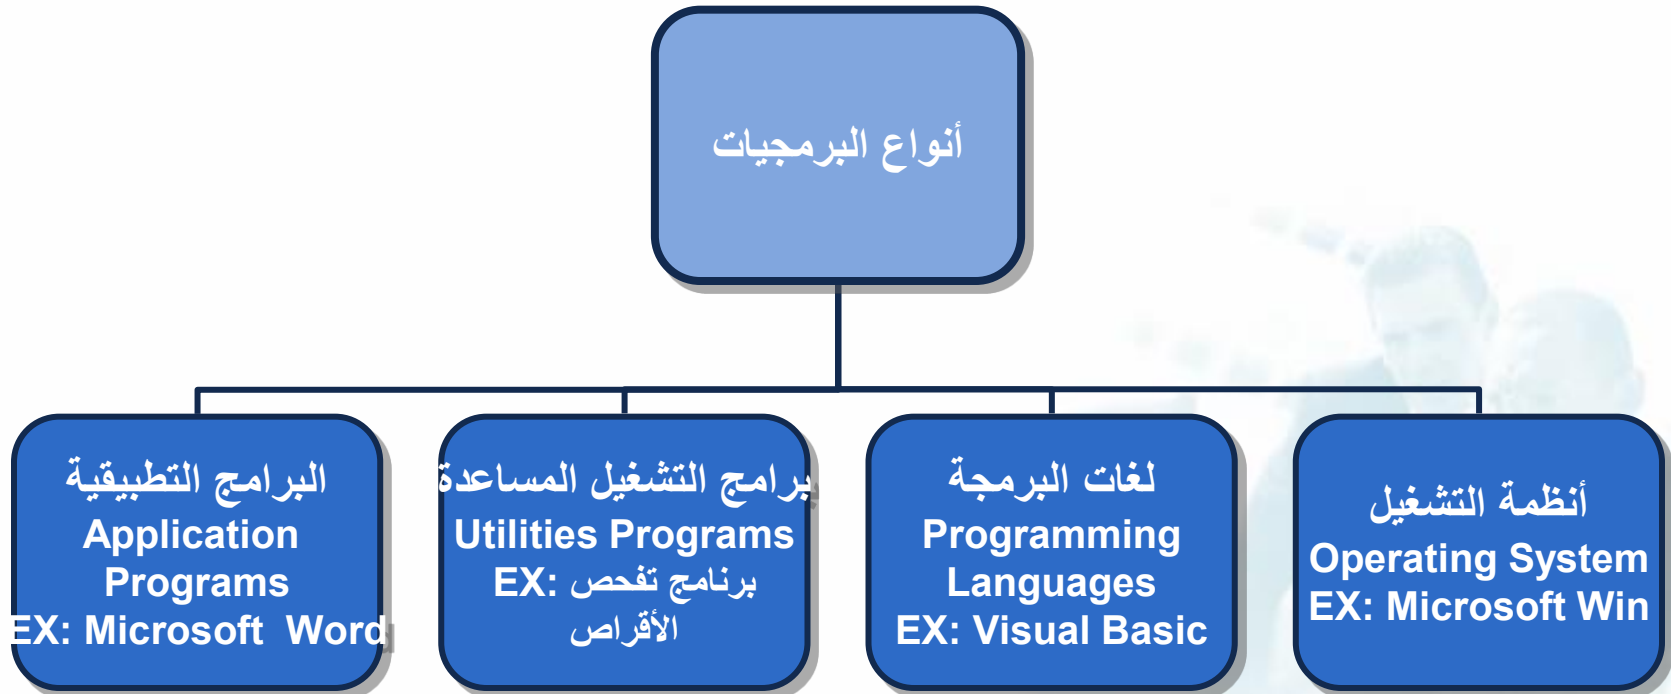 أنواع البرمجيات
أنظمة التشغيل
Operating System
EX: Microsoft Win
لغات البرمجة
Programming
Languages
EX: Visual Basic
برامج التشغيل المساعدة
Utilities Programs
EX: برنامج تفحص
الأقراص
البرامج التطبيقية
Application
Programs
EX: Microsoft Word